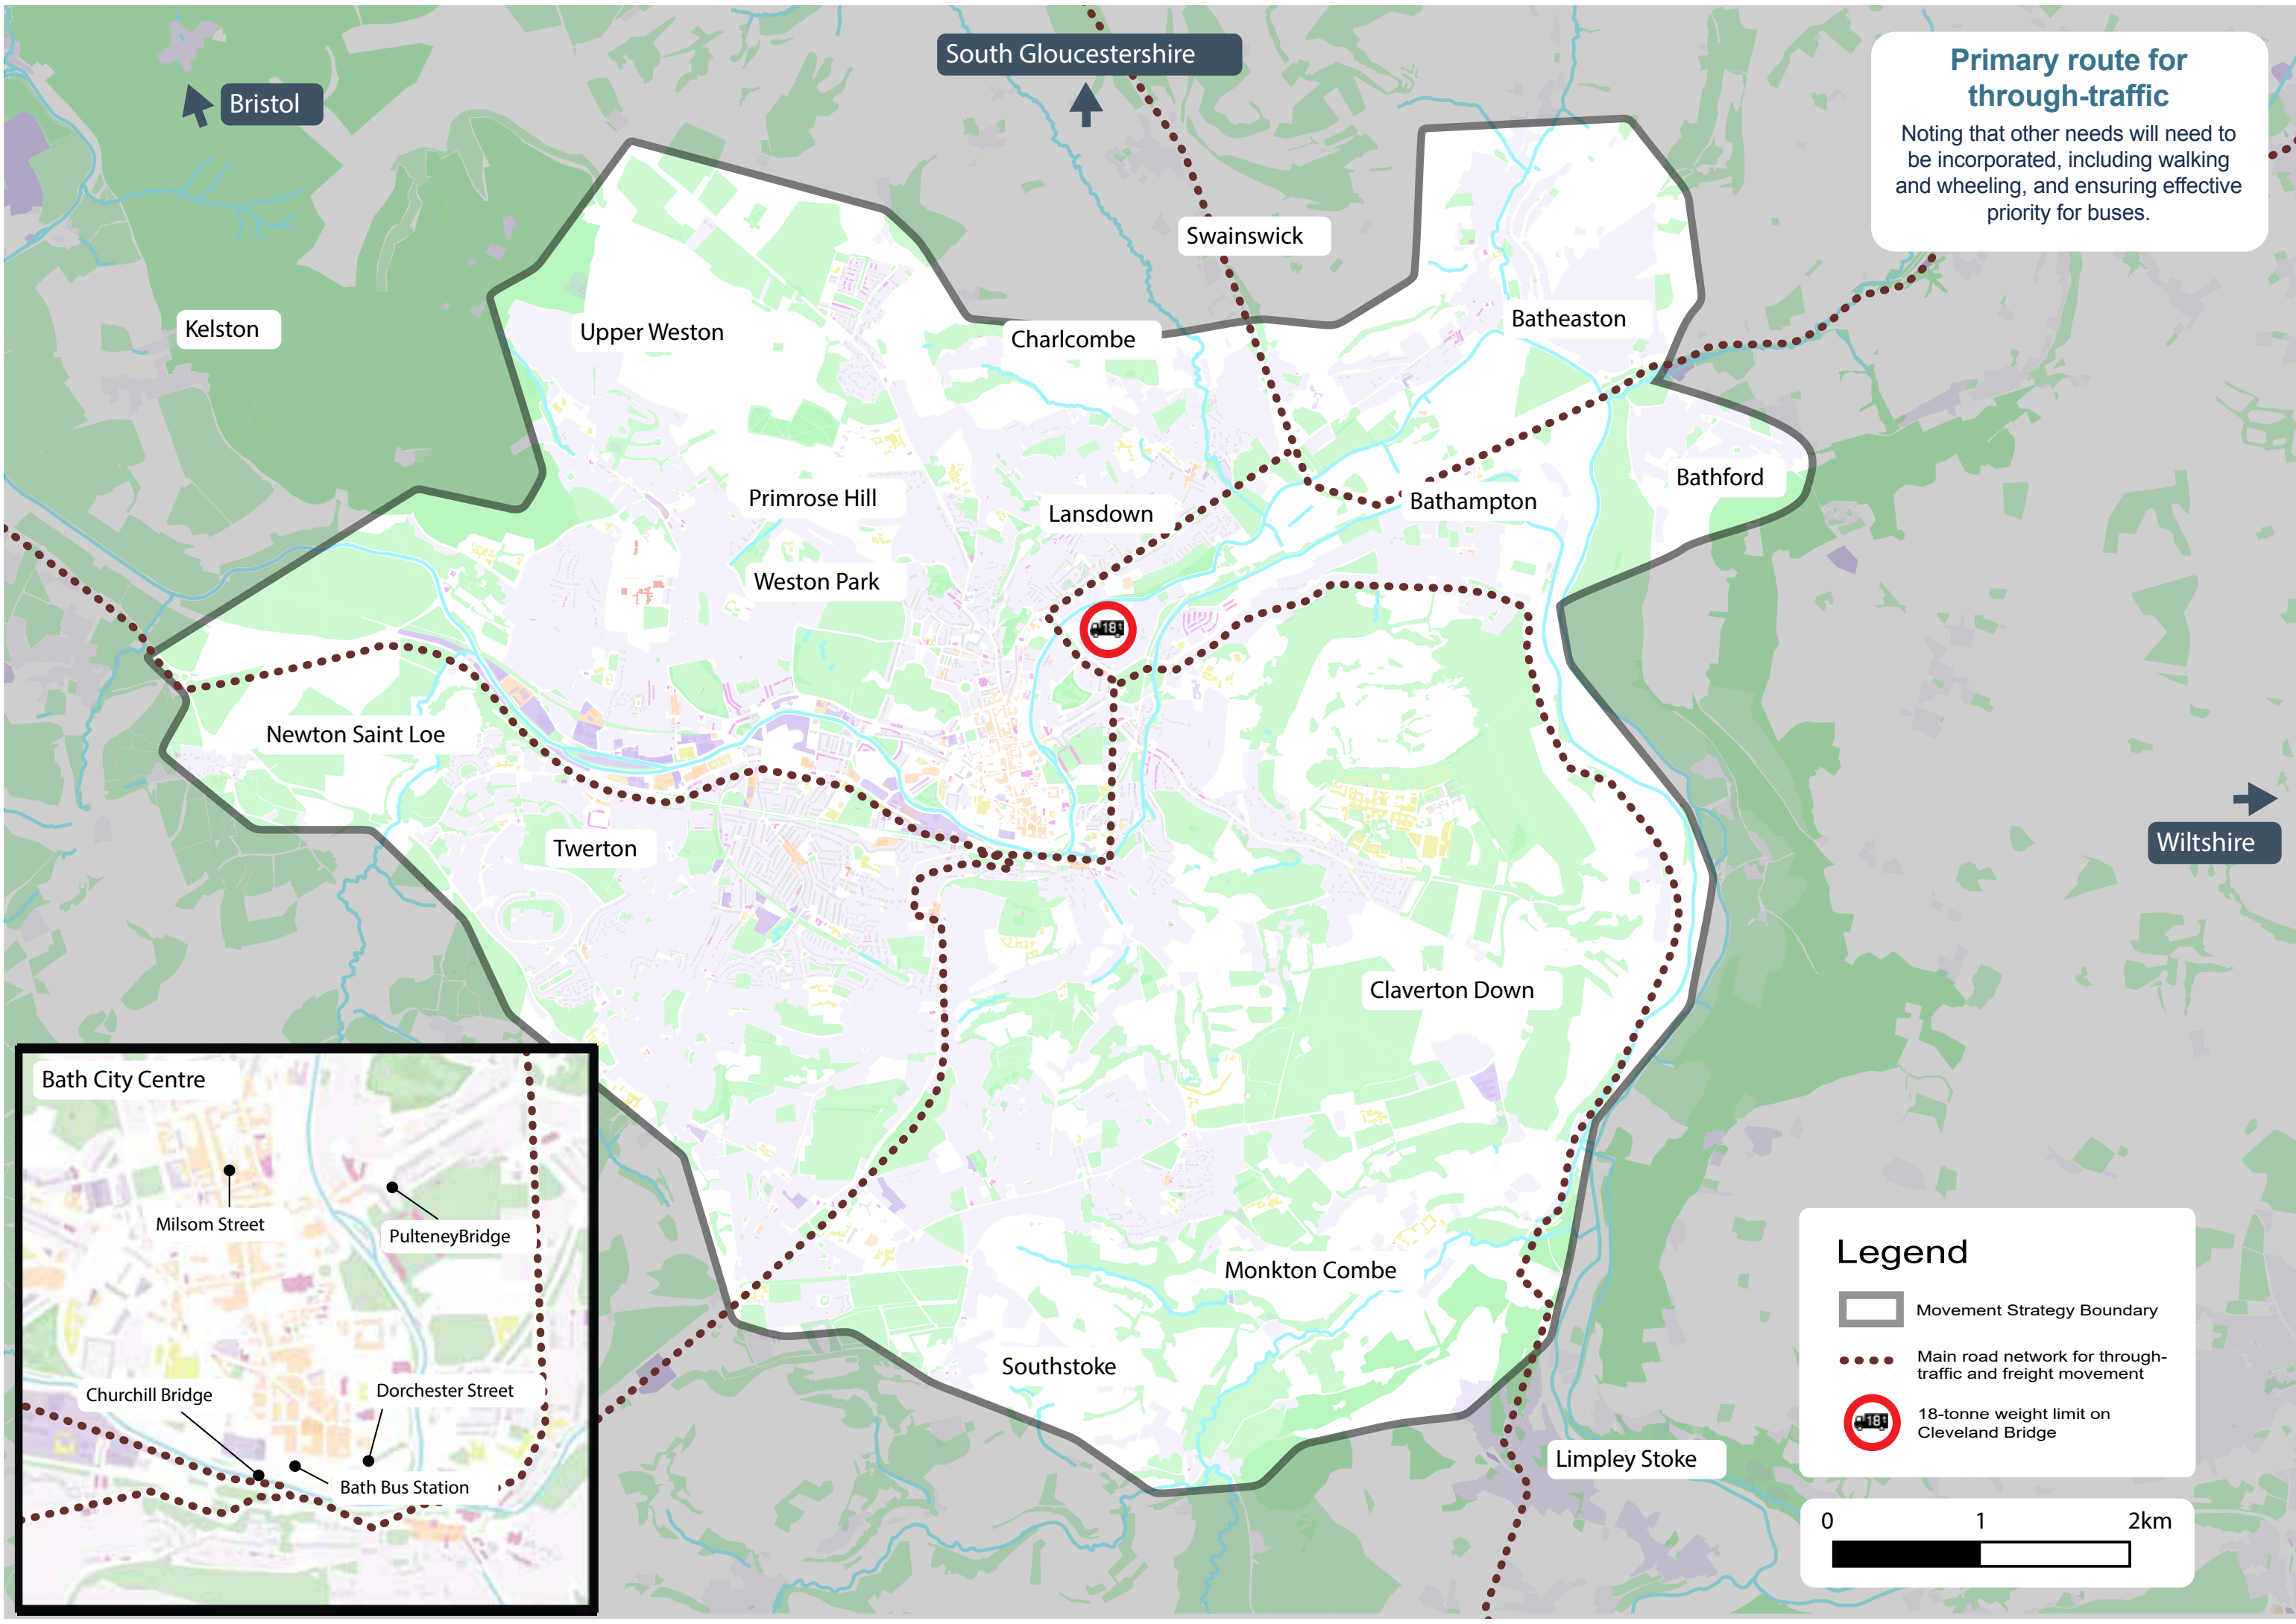 South Gloucestershire
Bristol
Primary route for
through-traffic
Noting that other needs will need to
be incorporated, including walking
and wheeling, and ensuring effective
priority for buses.
Swainswick
Kelston
Upper Weston
Charlcombe
Batheaston
Primrose Hill
Lansdown
Bathampton
Bathford
Weston Park
18t
Newton Saint Loe
Twerton
Wiltshire
Claverton Down
Monkton Combe
Southstoke
Limpley Stoke
Bath City Centre
Milsom Street
PulteneyBridge
Churchill Bridge
Dorchester Street
Bath Bus Station
Legend
Movement Strategy Boundary
Main road network for through-
traffic and freight movement
18t
18-tonne weight limit on
Cleveland Bridge
0 1 2km